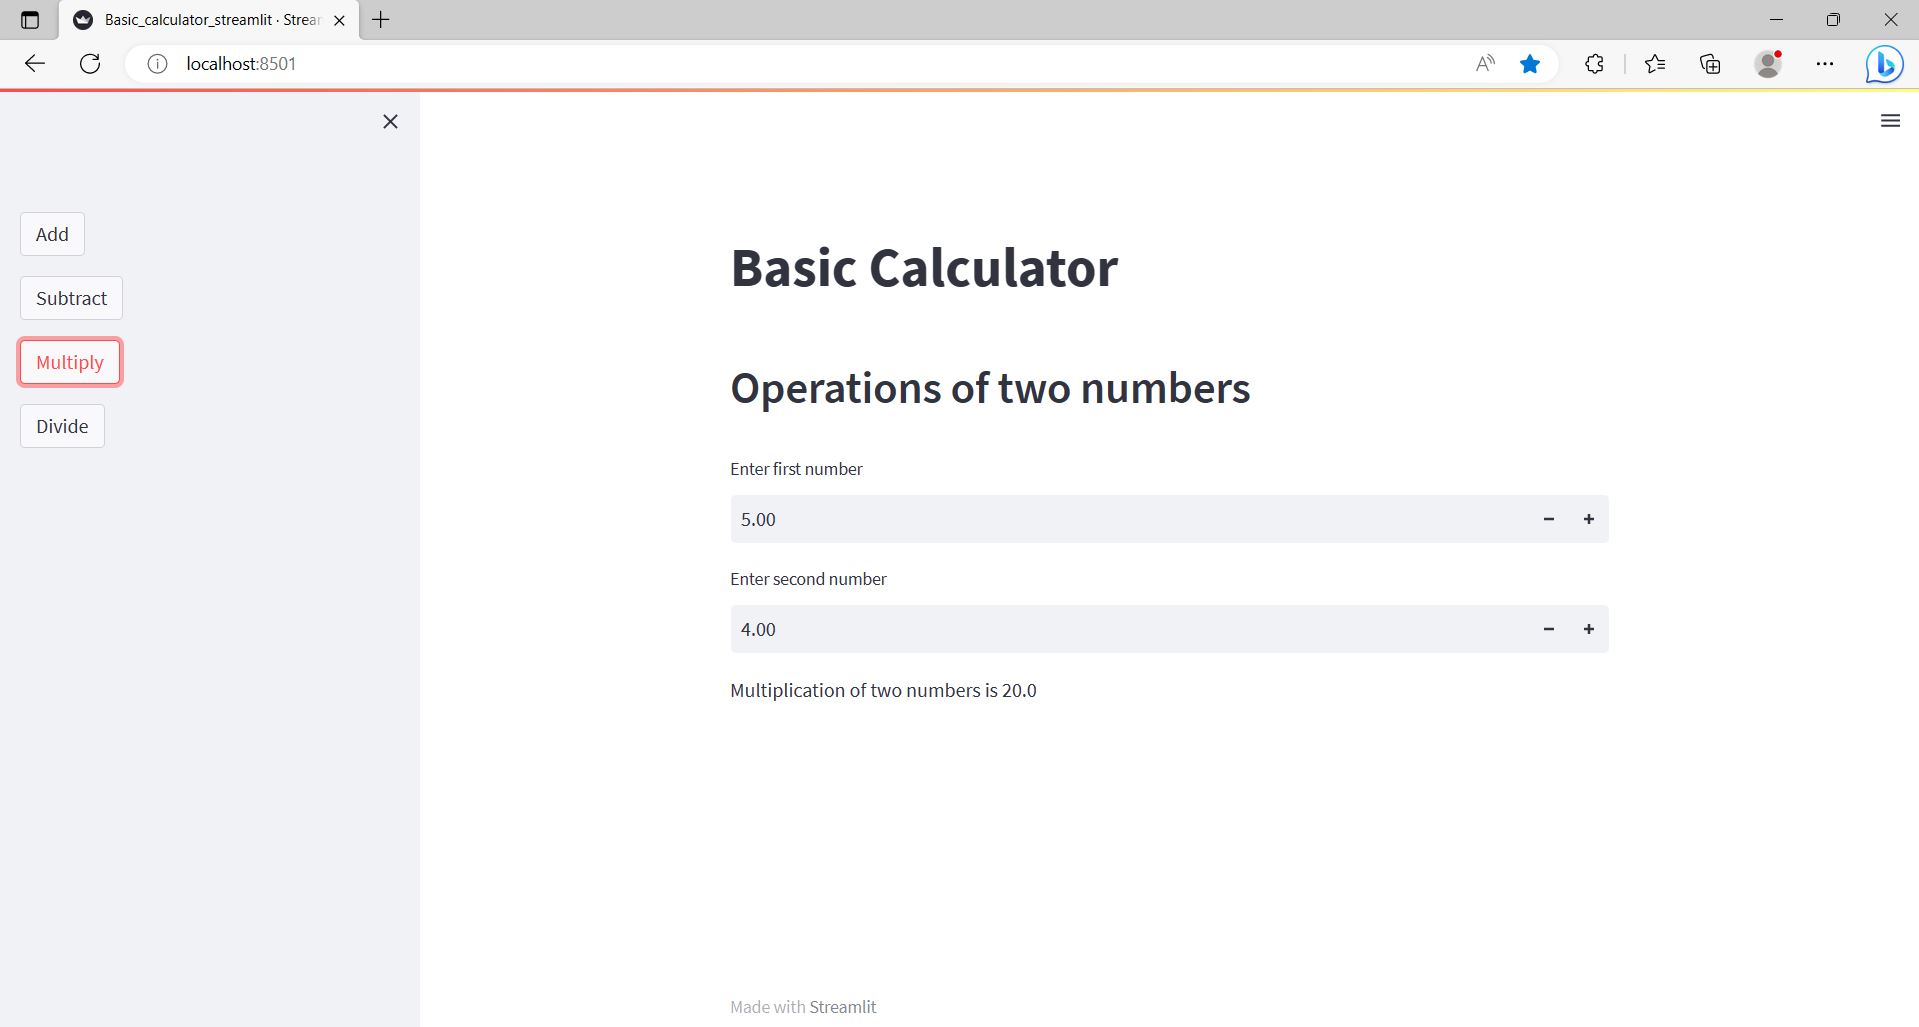 Basic_calculator_streamlit · Strea
localhost:8501
Add
Subtract
Multiply
Divide
Basic Calculator
Operations of two numbers
Enter first number
5.00
Enter second number
4.00
Multiplication of two numbers is 20.0
Made with Streamlit